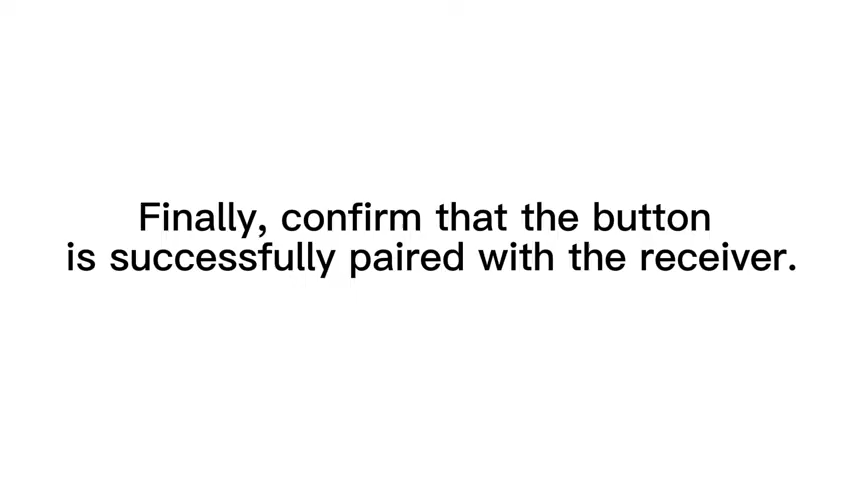 Finally, confirm that the button
is successfully paired with the receiver.